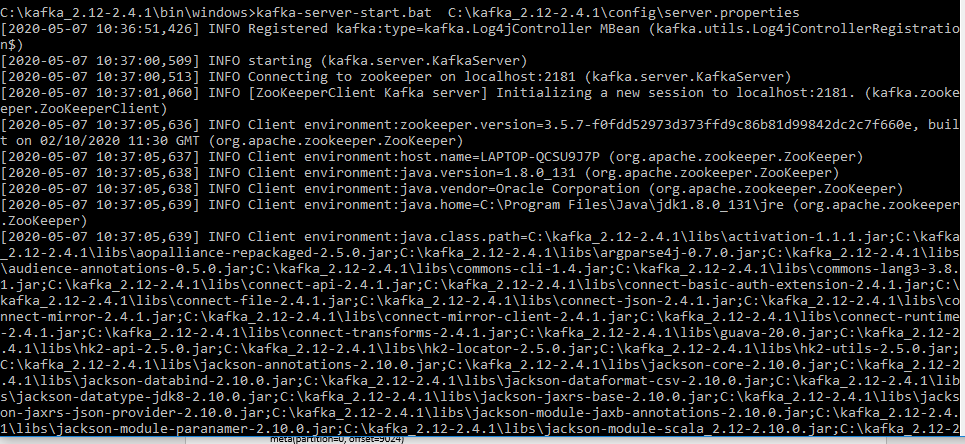 C:\kafka_2.12-2.4.1\bin\windows>kafka-server-start.bat  C:\kafka_2.12-2.4.1\config\server.properties
[2020-05-07 10:36:51,426] INFO Registered kafka:type=kafka.Log4jController MBean (kafka.utils.Log4jControllerRegistratio
n$)
[2020-05-07 10:37:00,509] INFO starting (kafka.server.KafkaServer)
[2020-05-07 10:37:00,513] INFO Connecting to zookeeper on localhost:2181 (kafka.server.KafkaServer)
[2020-05-07 10:37:01,060] INFO [ZooKeeperClient Kafka server] Initializing a new session to localhost:2181. (kafka.zooke
eper.ZooKeeperClient)
[2020-05-07 10:37:05,636] INFO Client environment:zookeeper.version=3.5.7-f0fdd52973d373ffd9c86b81d99842dc2c7f660e, buil
t on 02/10/2020 11:30 GMT (org.apache.zookeeper.ZooKeeper)
[2020-05-07 10:37:05,637] INFO Client environment:host.name=LAPTOP-QCSU9J7P (org.apache.zookeeper.ZooKeeper)
[2020-05-07 10:37:05,638] INFO Client environment:java.version=1.8.0_131 (org.apache.zookeeper.ZooKeeper)
[2020-05-07 10:37:05,638] INFO Client environment:java.vendor=Oracle Corporation (org.apache.zookeeper.ZooKeeper)
[2020-05-07 10:37:05,639] INFO Client environment:java.home=C:\Program Files\Java\jdk1.8.0_131\jre (org.apache.zookeeper
.ZooKeeper)
[2020-05-07 10:37:05,639] INFO Client environment:java.class.path=C:\kafka_2.12-2.4.1\libs\activation-1.1.1.jar;C:\kafka
_2.12-2.4.1\libs\aopalliance-repackaged-2.5.0.jar;C:\kafka_2.12-2.4.1\libs\argparse4j-0.7.0.jar;C:\kafka_2.12-2.4.1\libs
\audience-annotations-0.5.0.jar;C:\kafka_2.12-2.4.1\libs\commons-cli-1.4.jar;C:\kafka_2.12-2.4.1\libs\commons-lang3-3.8.
1.jar;C:\kafka_2.12-2.4.1\libs\connect-api-2.4.1.jar;C:\kafka_2.12-2.4.1\libs\connect-basic-auth-extension-2.4.1.jar;C:\
kafka_2.12-2.4.1\libs\connect-file-2.4.1.jar;C:\kafka_2.12-2.4.1\libs\connect-json-2.4.1.jar;C:\kafka_2.12-2.4.1\libs\co
nnect-mirror-2.4.1.jar;C:\kafka_2.12-2.4.1\libs\connect-mirror-client-2.4.1.jar;C:\kafka_2.12-2.4.1\libs\connect-runtime
-2.4.1.jar;C:\kafka_2.12-2.4.1\libs\connect-transforms-2.4.1.jar;C:\kafka_2.12-2.4.1\libs\guava-20.0.jar;C:\kafka_2.12-2
.4.1\libs\hk2-api-2.5.0.jar;C:\kafka_2.12-2.4.1\libs\hk2-locator-2.5.0.jar;C:\kafka_2.12-2.4.1\libs\hk2-utils-2.5.0.jar;
C:\kafka_2.12-2.4.1\libs\jackson-annotations-2.10.0.jar;C:\kafka_2.12-2.4.1\libs\jackson-core-2.10.0.jar;C:\kafka_2.12-2
.4.1\libs\jackson-databind-2.10.0.jar;C:\kafka_2.12-2.4.1\libs\jackson-dataformat-csv-2.10.0.jar;C:\kafka_2.12-2.4.1\lib
s\jackson-datatype-jdk8-2.10.0.jar;C:\kafka_2.12-2.4.1\libs\jackson-jaxrs-base-2.10.0.jar;C:\kafka_2.12-2.4.1\libs\jacks
on-jaxrs-json-provider-2.10.0.jar;C:\kafka_2.12-2.4.1\libs\jackson-module-jaxb-annotations-2.10.0.jar;C:\kafka_2.12-2.4.
1\libs\jackson-module-paranamer-2.10.0.jar;C:\kafka_2.12-2.4.1\libs\jackson-module-scala_2.12-2.10.0.jar;C:\kafka_2.12-2
meta(partition=0, offset=9024)